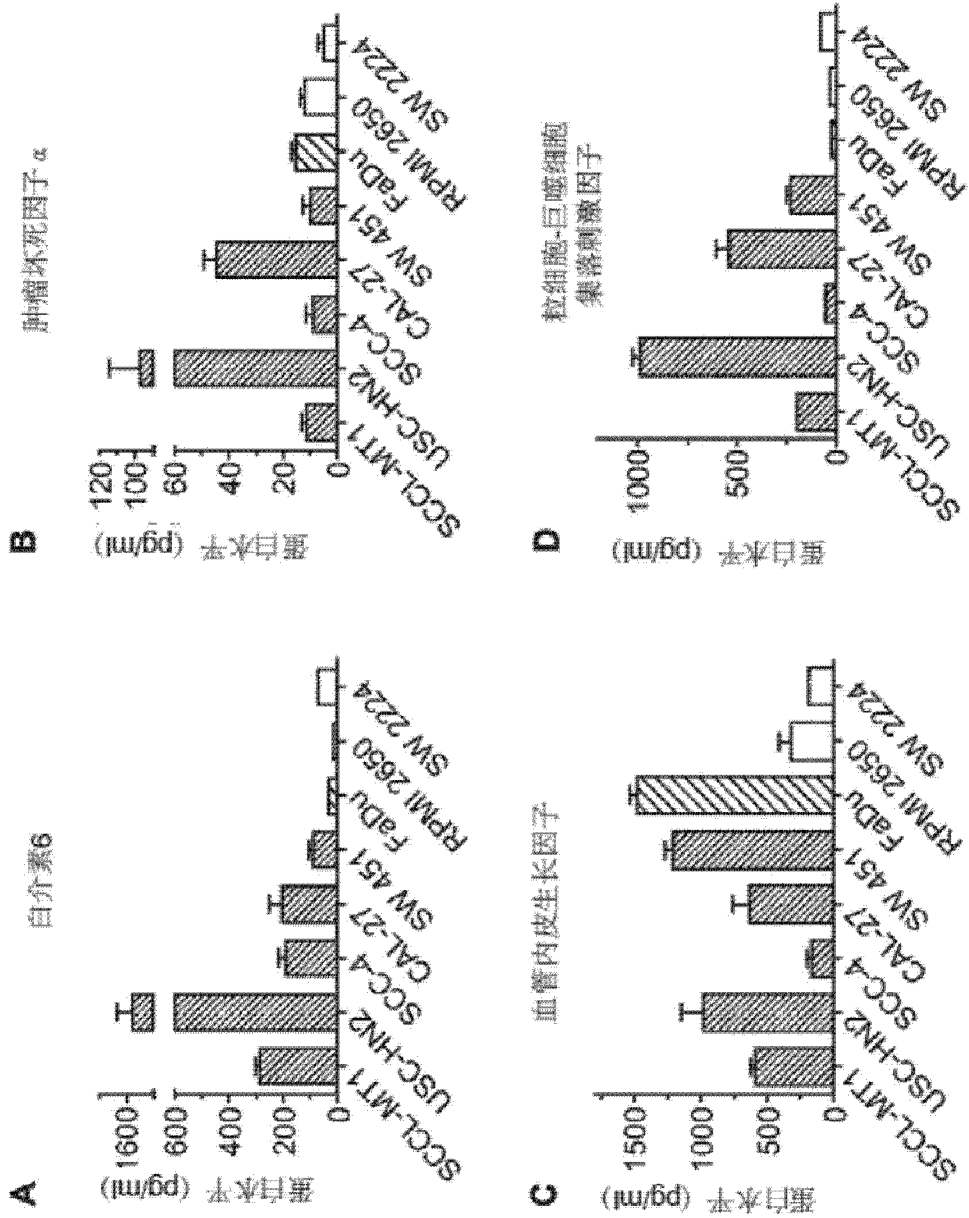 A
白介素6
蛋白水平 (pg/ml)
1600
600
400
200
0
SCCL-MT1
USC-HN2
SCC-4
CAL-27
SW 451
FaDu
RPMI 2650
SW 2224
B
肿瘤坏死因子 α
蛋白水平 (pg/ml)
120
100
60
40
20
0
SCCL-MT1
USC-HN2
SCC-4
CAL-27
SW 451
FaDu
RPMI 2650
SW 2224
C
血管内皮生长因子
蛋白水平 (pg/ml)
1500
1000
500
0
SCCL-MT1
USC-HN2
SCC-4
CAL-27
SW 451
FaDu
RPMI 2650
SW 2224
D
粒细胞-巨噬细胞
集落刺激因子
蛋白水平 (pg/ml)
1000
500
0
SCCL-MT1
USC-HN2
SCC-4
CAL-27
SW 451
FaDu
RPMI 2650
SW 2224